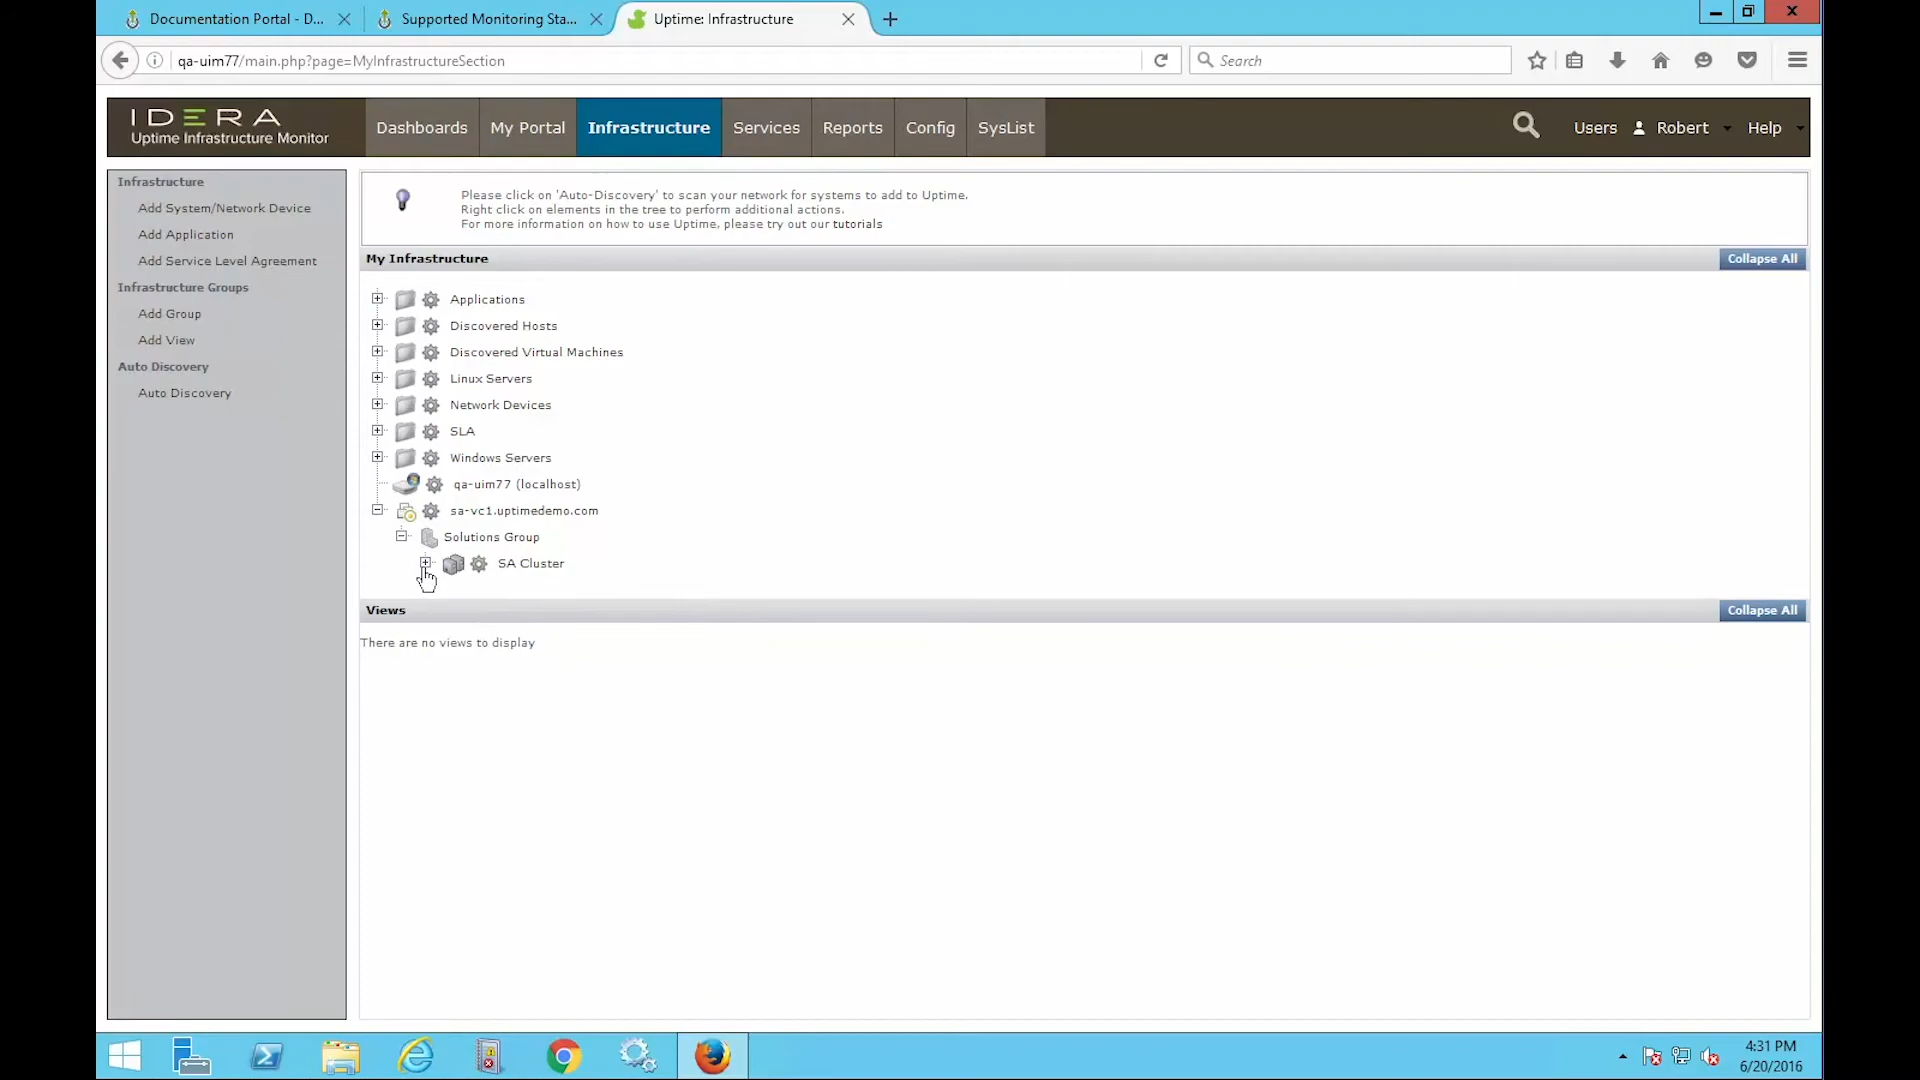 Documentation Portal - D...
Supported Monitoring Sta...
Uptime: Infrastructure
qa-uim77/main.php?page=MyInfrastructureSection
Search
IDERA
Uptime Infrastructure Monitor
Dashboards
My Portal
Infrastructure
Services
Reports
Config
SysList
Users
Robert
Help
Infrastructure
Add System/Network Device
Add Application
Add Service Level Agreement
Infrastructure Groups
Add Group
Add View
Auto Discovery
Auto Discovery
Please click on 'Auto-Discovery' to scan your network for systems to add to Uptime.
Right click on elements in the tree to perform additional actions.
For more information on how to use Uptime, please try out our tutorials
My Infrastructure
Collapse All
Applications
Discovered Hosts
Discovered Virtual Machines
Linux Servers
Network Devices
SLA
Windows Servers
qa-uim77 (localhost)
sa-vc1.uptimedemo.com
Solutions Group
SA Cluster
Views
Collapse All
There are no views to display
4:31 PM
6/20/2016